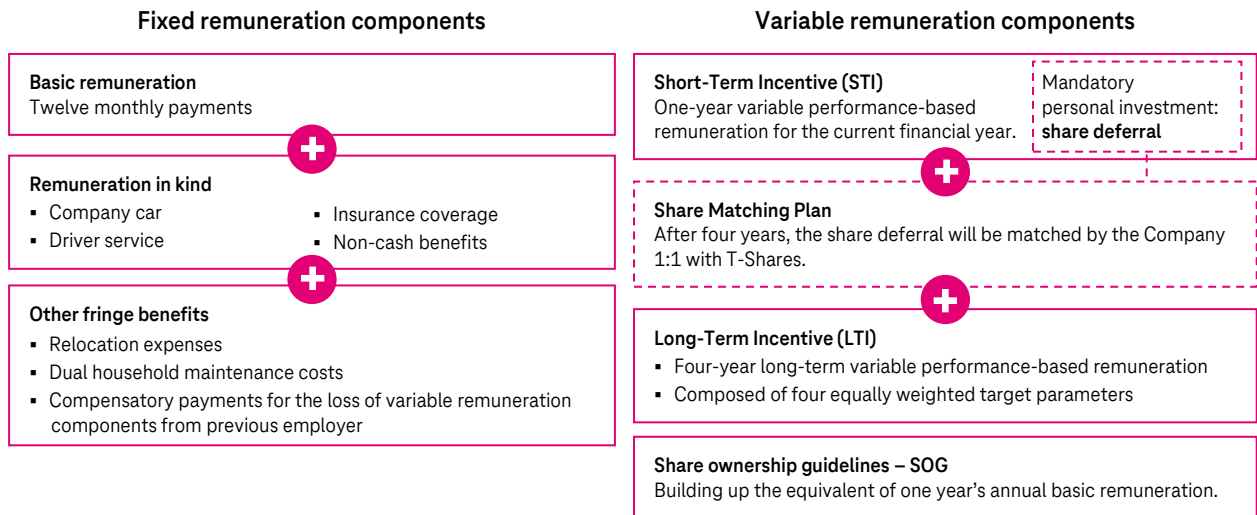 Fixed remuneration components
Basic remuneration
Twelve monthly payments
Remuneration in kind
▪ Company car
▪ Driver service
▪ Insurance coverage
▪ Non-cash benefits
Other fringe benefits
▪ Relocation expenses
▪ Dual household maintenance costs
▪ Compensatory payments for the loss of variable remuneration
components from previous employer
Variable remuneration components
Short-Term Incentive (STI)
One-year variable performance-based
remuneration for the current financial year.
Mandatory
personal investment:
share deferral
Share Matching Plan
After four years, the share deferral will be matched by the Company
1:1 with T-Shares.
Long-Term Incentive (LTI)
▪ Four-year long-term variable performance-based remuneration
▪ Composed of four equally weighted target parameters
Share ownership guidelines – SOG
Building up the equivalent of one year’s annual basic remuneration.